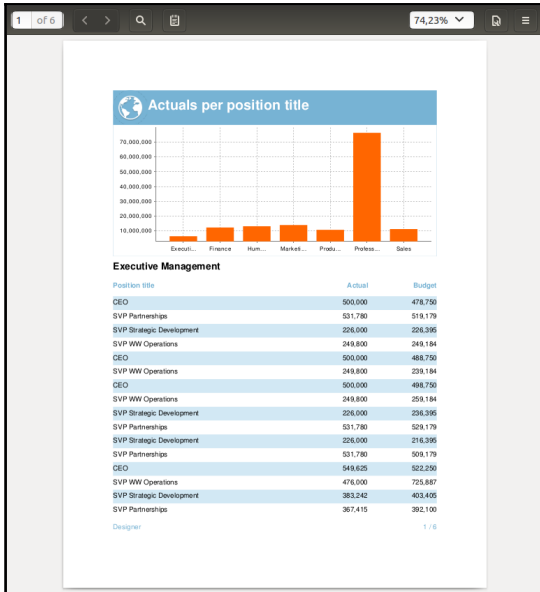 1 of 6 74,23%
Actuals per position title
70,000,000
60,000,000
50,000,000
40,000,000
30,000,000
20,000,000
10,000,000
Executi... Finance Hum... Marketi... Produ... Profess... Sales
Executive Management
Position title Actual Budget
CEO 500,000 478,750
SVP Partnerships 531,780 519,179
SVP Strategic Development 226,000 226,395
SVP WW Operations 249,800 249,184
CEO 500,000 488,750
SVP WW Operations 249,800 239,184
CEO 500,000 498,750
SVP WW Operations 249,800 259,184
SVP Strategic Development 226,000 236,395
SVP Partnerships 531,780 529,179
SVP Strategic Development 226,000 216,395
SVP Partnerships 531,780 509,179
CEO 549,625 522,250
SVP WW Operations 476,000 725,887
SVP Strategic Development 383,242 403,405
SVP Partnerships 367,415 392,100
Designer 1 / 6